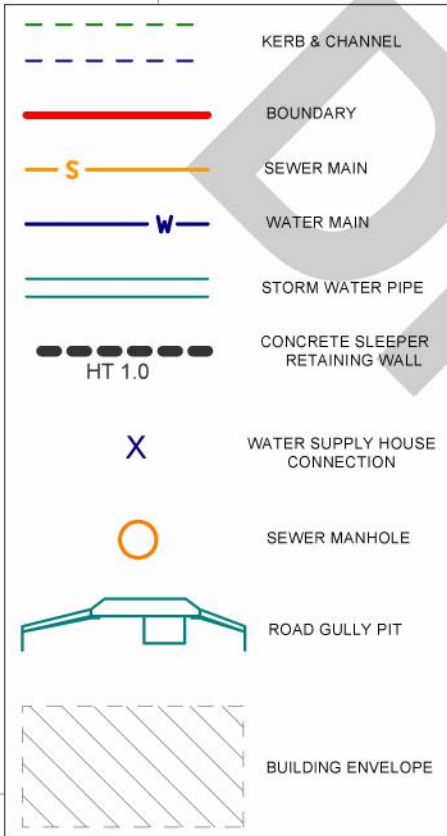 KERB & CHANNEL
BOUNDARY
S
SEWER MAIN
W
WATER MAIN
STORM WATER PIPE
HT 1.0
CONCRETE SLEEPER
RETAINING WALL
X
WATER SUPPLY HOUSE
CONNECTION
SEWER MANHOLE
ROAD GULLY PIT
BUILDING ENVELOPE